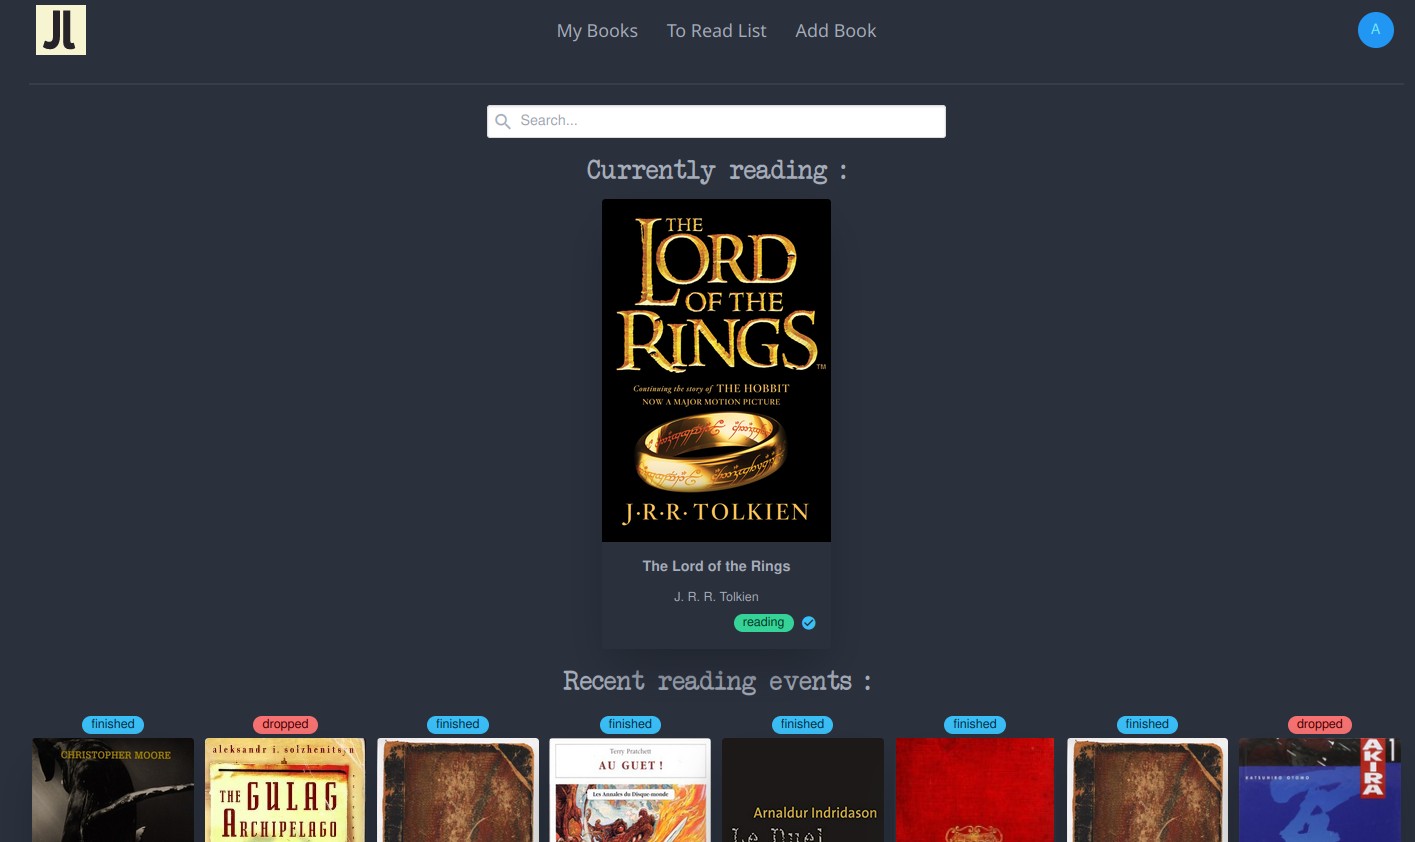 JL
My Books
To Read List
Add Book
A
Search...
Currently reading :
THE
LORD
OF THE
RINGS
TM
Continuing the story of THE HOBBIT
NOW A MAJOR MOTION PICTURE
J·R·R· TOLKIEN
The Lord of the Rings
J. R. R. Tolkien
reading
Recent reading events :
finished
dropped
finished
finished
finished
finished
finished
dropped
CHRISTOPHER MOORE
aleksandr i. solzhenitsyn
THE GULAG
ARCHIPELAGO
Terry Pratchett
AU GUET !
Les Annales du Disque-monde
Arnaldur Indridason
Le Duel
KATSUHIRO OTOMO
AKIRA
1